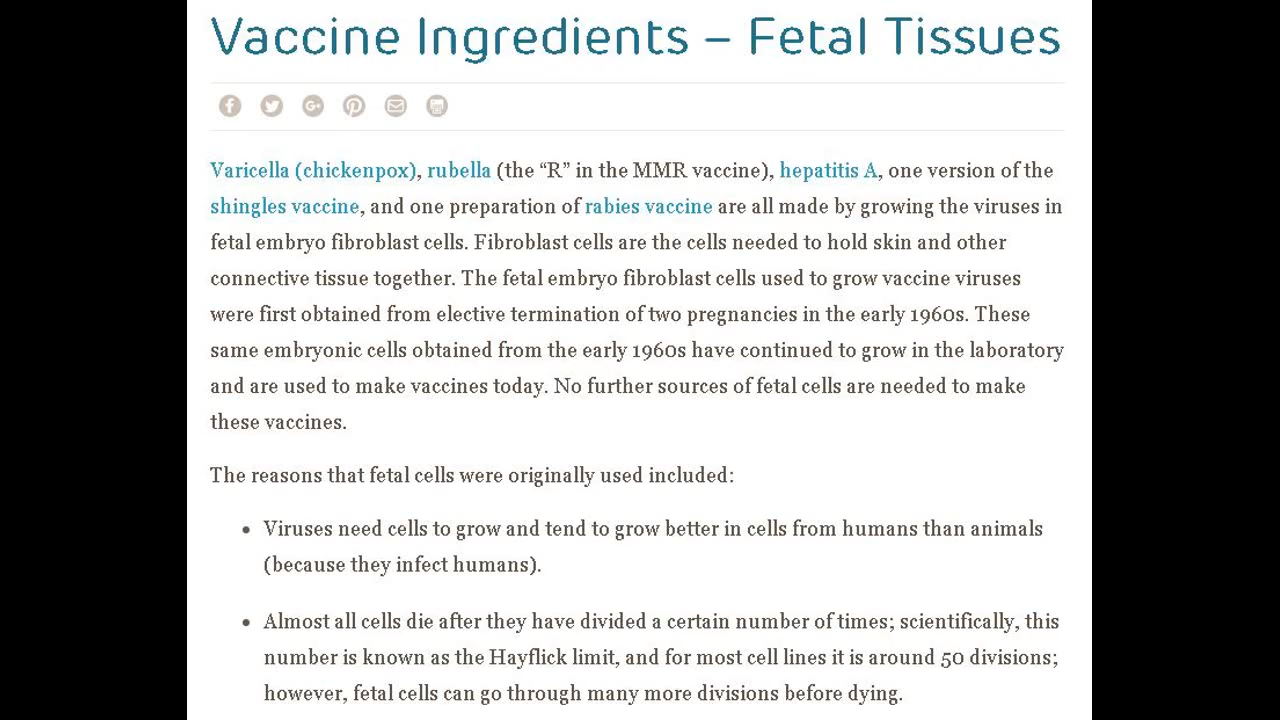 Vaccine Ingredients – Fetal Tissues
Varicella (chickenpox), rubella (the “R” in the MMR vaccine), hepatitis A, one version of the
shingles vaccine, and one preparation of rabies vaccine are all made by growing the viruses in
fetal embryo fibroblast cells. Fibroblast cells are the cells needed to hold skin and other
connective tissue together. The fetal embryo fibroblast cells used to grow vaccine viruses
were first obtained from elective termination of two pregnancies in the early 1960s. These
same embryonic cells obtained from the early 1960s have continued to grow in the laboratory
and are used to make vaccines today. No further sources of fetal cells are needed to make
these vaccines.
The reasons that fetal cells were originally used included:
• Viruses need cells to grow and tend to grow better in cells from humans than animals
(because they infect humans).
• Almost all cells die after they have divided a certain number of times; scientifically, this
number is known as the Hayflick limit, and for most cell lines it is around 50 divisions;
however, fetal cells can go through many more divisions before dying.